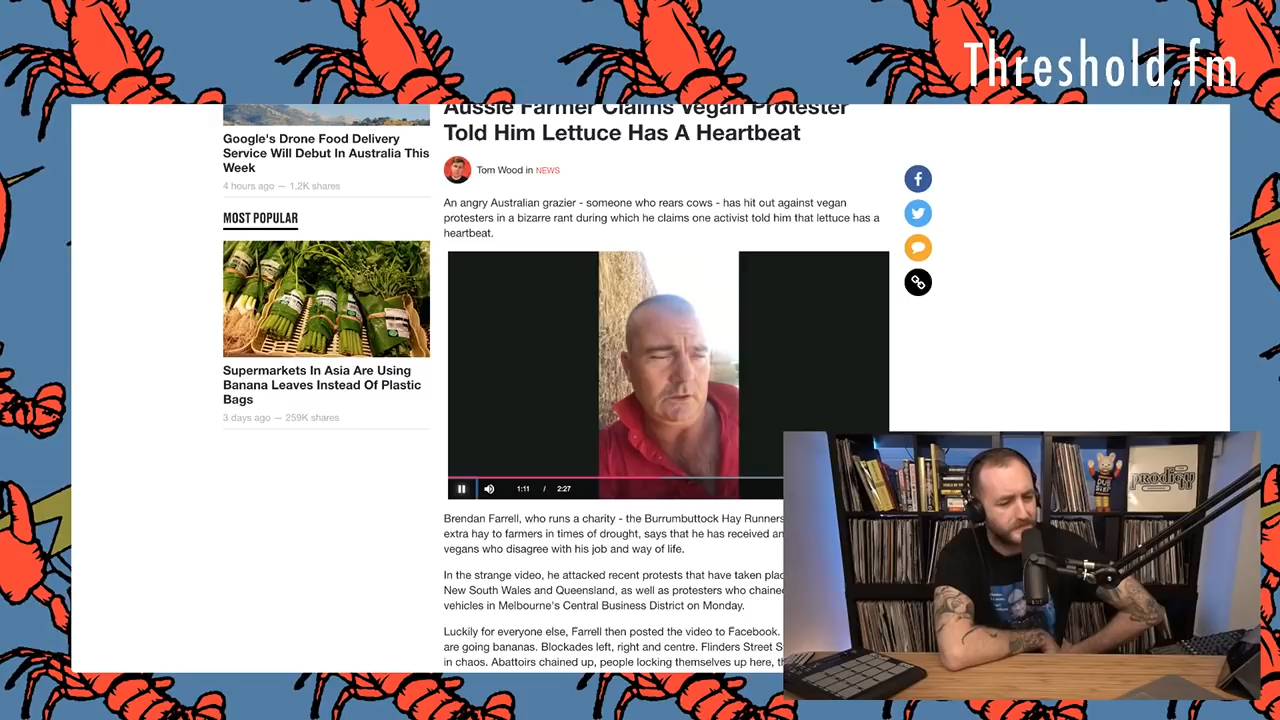 Threshold.fm
Google's Drone Food Delivery
Service Will Debut In Australia This
Week
4 hours ago — 1.2K shares
MOST POPULAR
Supermarkets In Asia Are Using
Banana Leaves Instead Of Plastic
Bags
3 days ago — 259K shares
Aussie Farmer Claims Vegan Protester
Told Him Lettuce Has A Heartbeat
Tom Wood in NEWS
An angry Australian grazier - someone who rears cows - has hit out against vegan
protesters in a bizarre rant during which he claims one activist told him that lettuce has a
heartbeat.
1:11 / 2:27
Brendan Farrell, who runs a charity - the Burrumbuttock Hay Runners
extra hay to farmers in times of drought, says that he has received
vegans who disagree with his job and way of life.
In the strange video, he attacked recent protests that have taken
New South Wales and Queensland, as well as protesters who
vehicles in Melbourne's Central Business District on Monday.
Luckily for everyone else, Farrell then posted the video to Facebook.
are going bananas. Blockades left, right and centre. Flinders Street
in chaos. Abattoirs chained up, people locking themselves up here,
prodigy